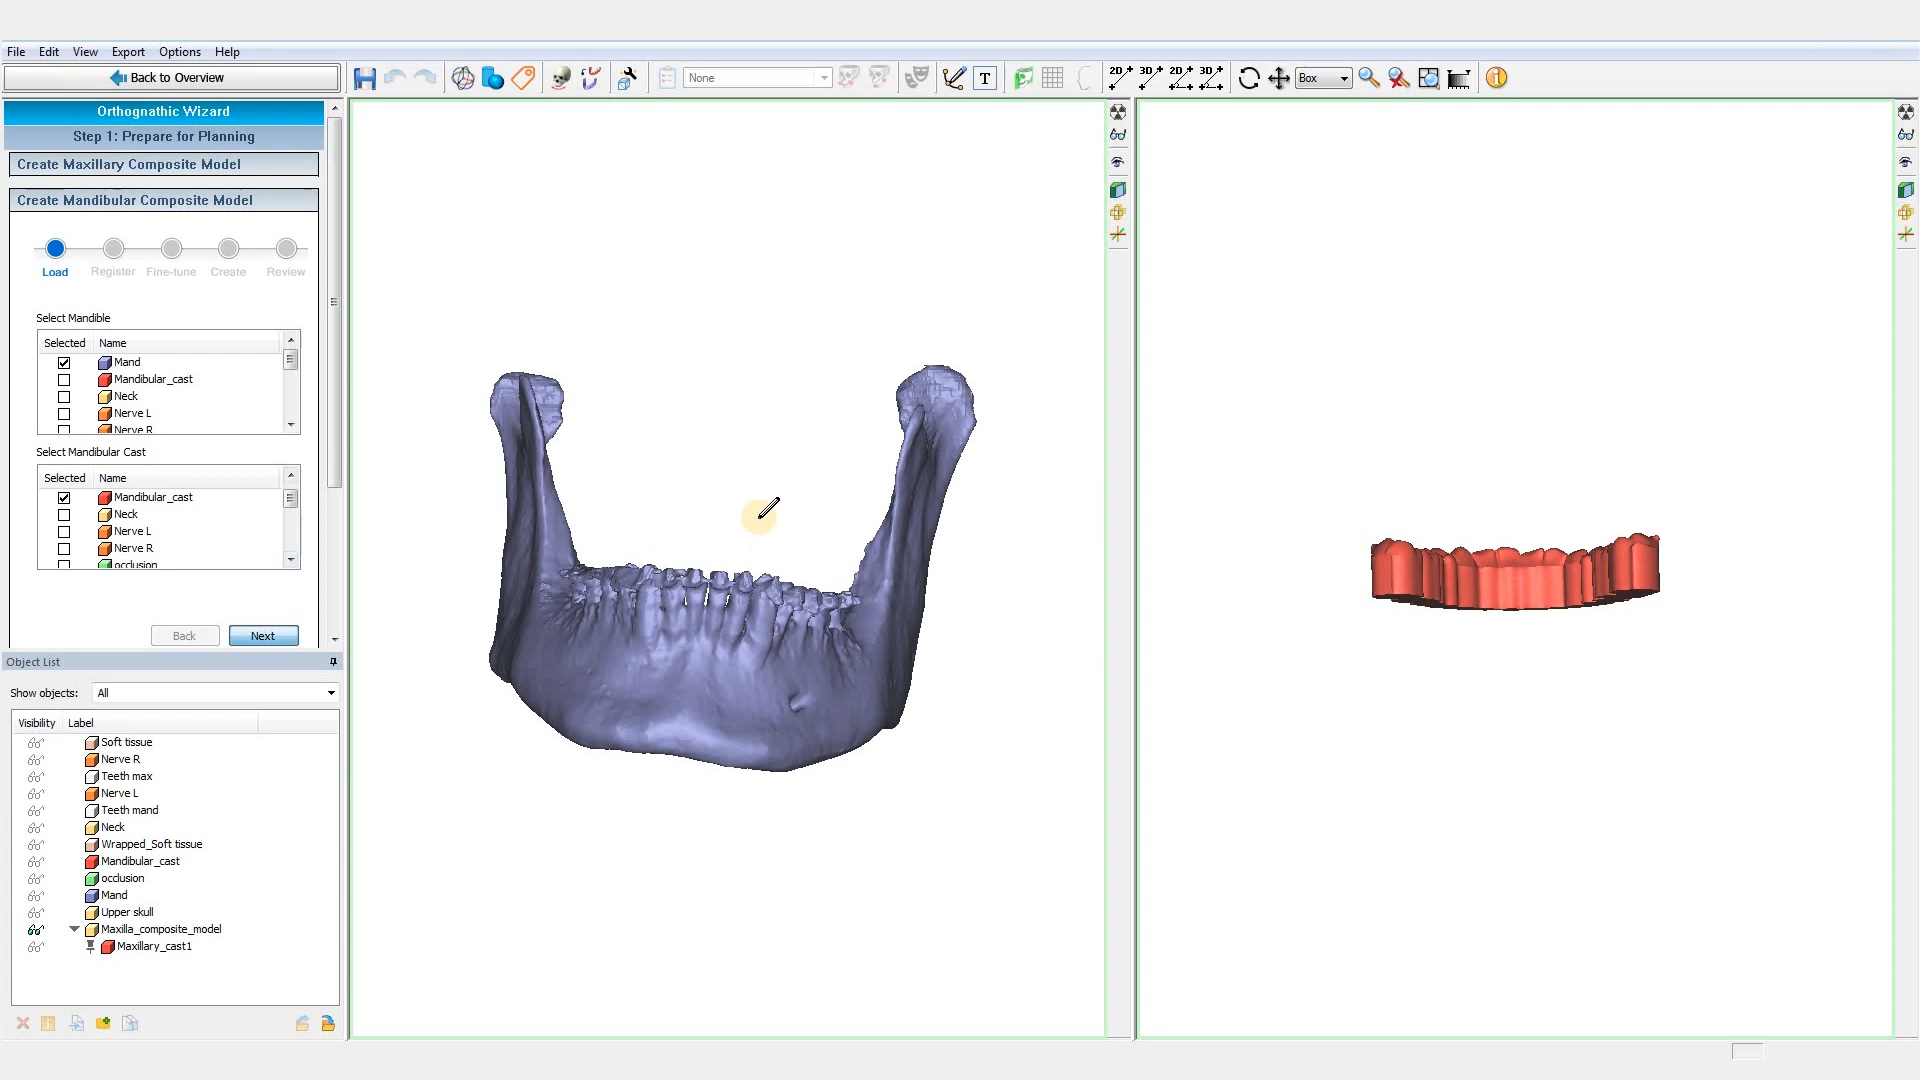 File Edit View Export Options Help
Back to Overview
None
T
2D 3D 2D 3D
Box
Orthognathic Wizard
Step 1: Prepare for Planning
Create Maxillary Composite Model
Create Mandibular Composite Model
Load Register Fine-tune Create Review
Select Mandible
Selected Name
Mand
Mandibular_cast
Neck
Nerve L
Nerve R
Select Mandibular Cast
Selected Name
Mandibular_cast
Neck
Nerve L
Nerve R
occlusion
Back Next
Object List
Show objects: All
Visibility Label
Soft tissue
Nerve R
Teeth max
Nerve L
Teeth mand
Neck
Wrapped_Soft tissue
Mandibular_cast
occlusion
Mand
Upper skull
Maxilla_composite_model
Maxillary_cast1